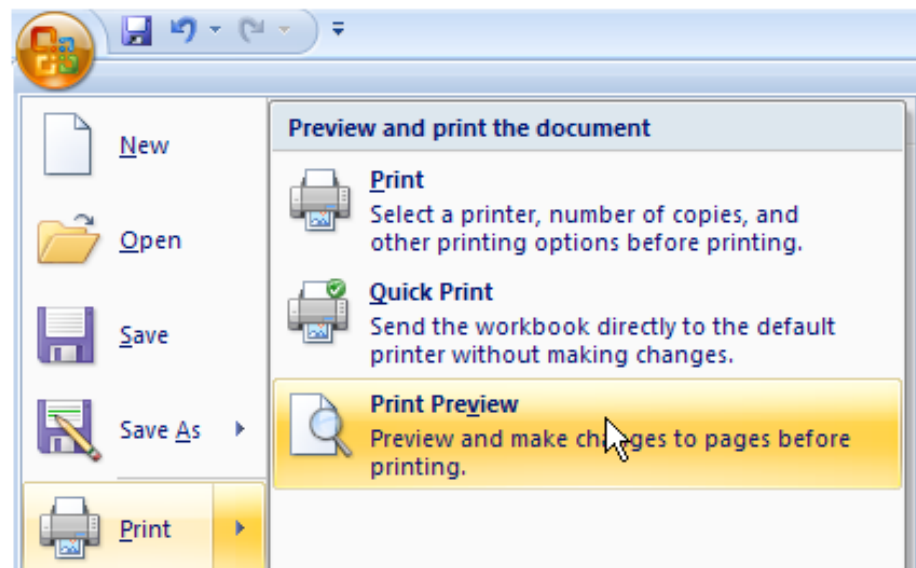 New
Open
Save
Save As
Print
Preview and print the document
Print
Select a printer, number of copies, and
other printing options before printing.
Quick Print
Send the workbook directly to the default
printer without making changes.
Print Preview
Preview and make changes to pages before
printing.